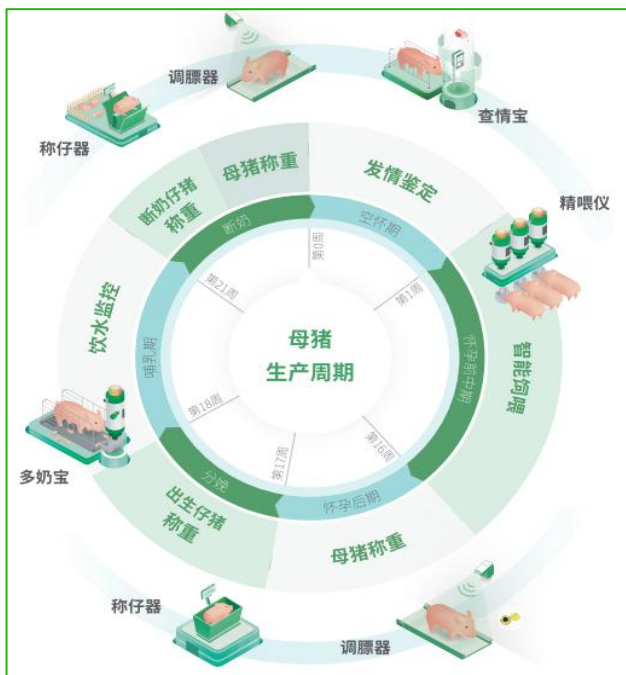 调膘器
查情宝
称仔器
母猪称重
发情鉴定
断奶仔猪
称重
断奶
空怀期
精喂仪
第0周
第21周
第1周
饮水监控
哺乳期
母猪
生产周期
怀孕前中期
智能饲喂
第18周
第17周
第16周
多奶宝
分娩
怀孕后期
出生仔猪
称重
母猪称重
称仔器
调膘器